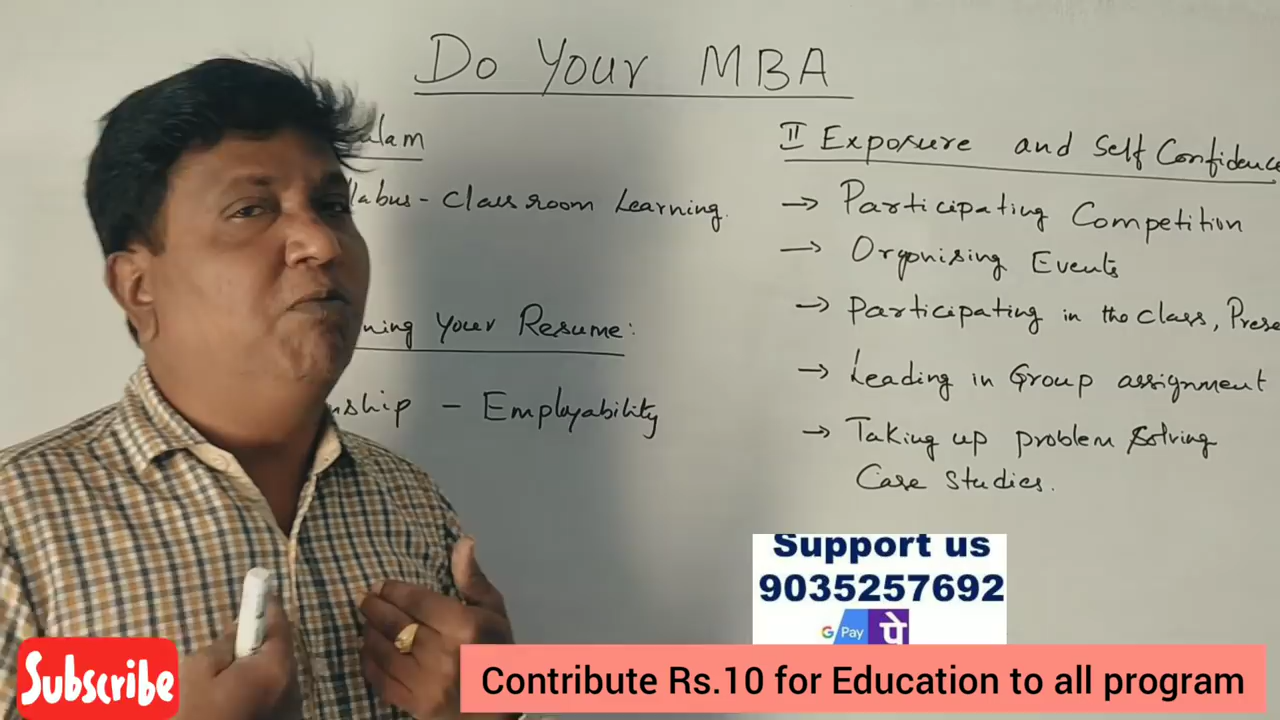 Do Your MBA
alam
llabus - Classroom Learning.
ning Your Resume:
nship - Employability
II Exposure and Self Confidence
→ Participating Competition
→ Organising Events
→ Participating in the class, Prese
→ Leading in Group assignment
→ Taking up problem solving
Case Studies.
Support us
9035257692
G Pay पे
Subscribe
Contribute Rs.10 for Education to all program